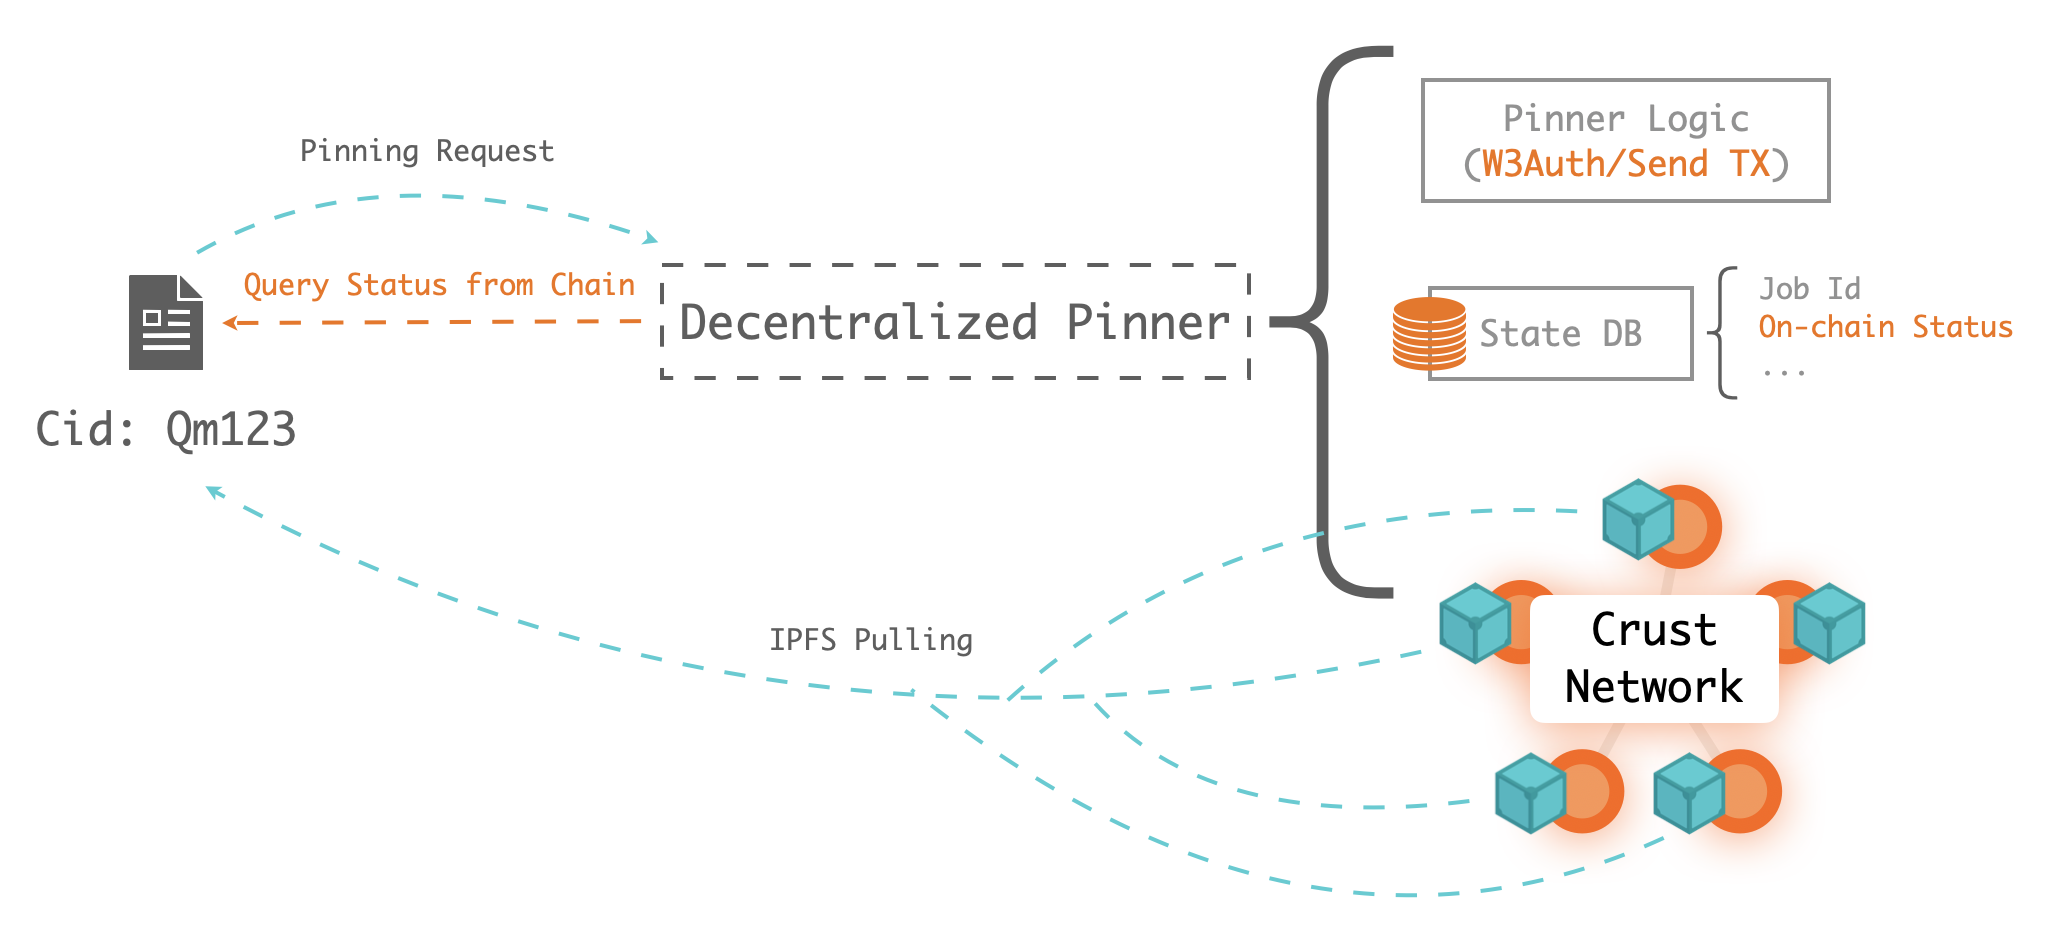 Pinning Request
Query Status from Chain
Cid: Qm123
Decentralized Pinner
Pinner Logic
(W3Auth/Send TX)
State DB
Job Id
On-chain Status
...
IPFS Pulling
Crust
Network